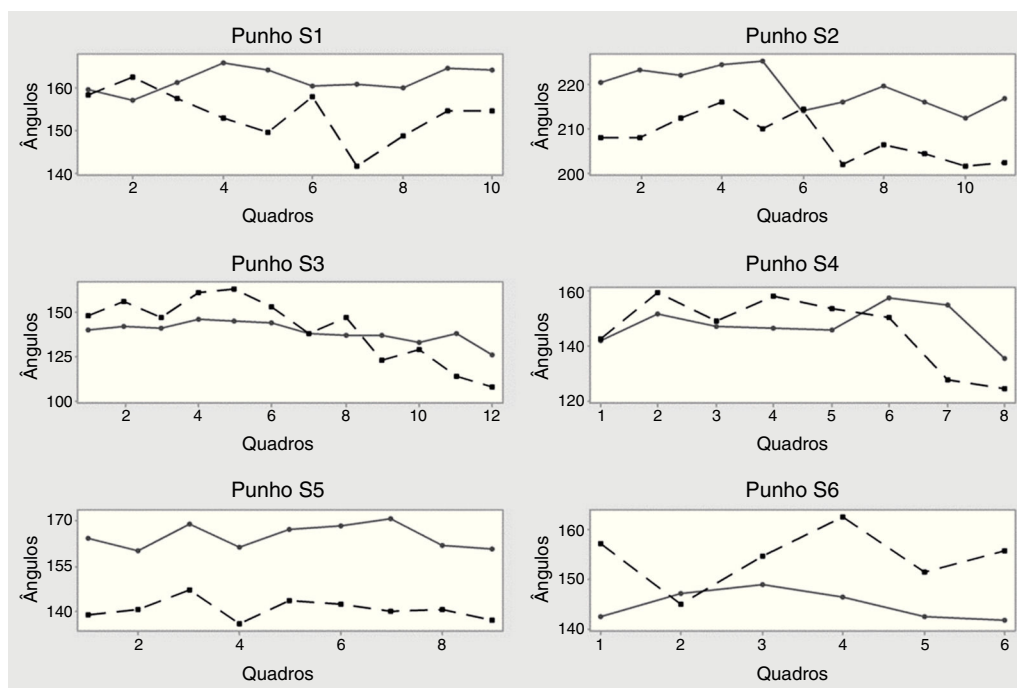 Punho S1
Ângulos
160
150
140
2 4 6 8 10
Quadros
Punho S2
Ângulos
220
210
200
2 4 6 8 10
Quadros
Punho S3
Ângulos
150
125
100
2 4 6 8 10 12
Quadros
Punho S4
Ângulos
160
140
120
1 2 3 4 5 6 7 8
Quadros
Punho S5
Ângulos
170
155
140
2 4 6 8
Quadros
Punho S6
Ângulos
160
150
140
1 2 3 4 5 6
Quadros